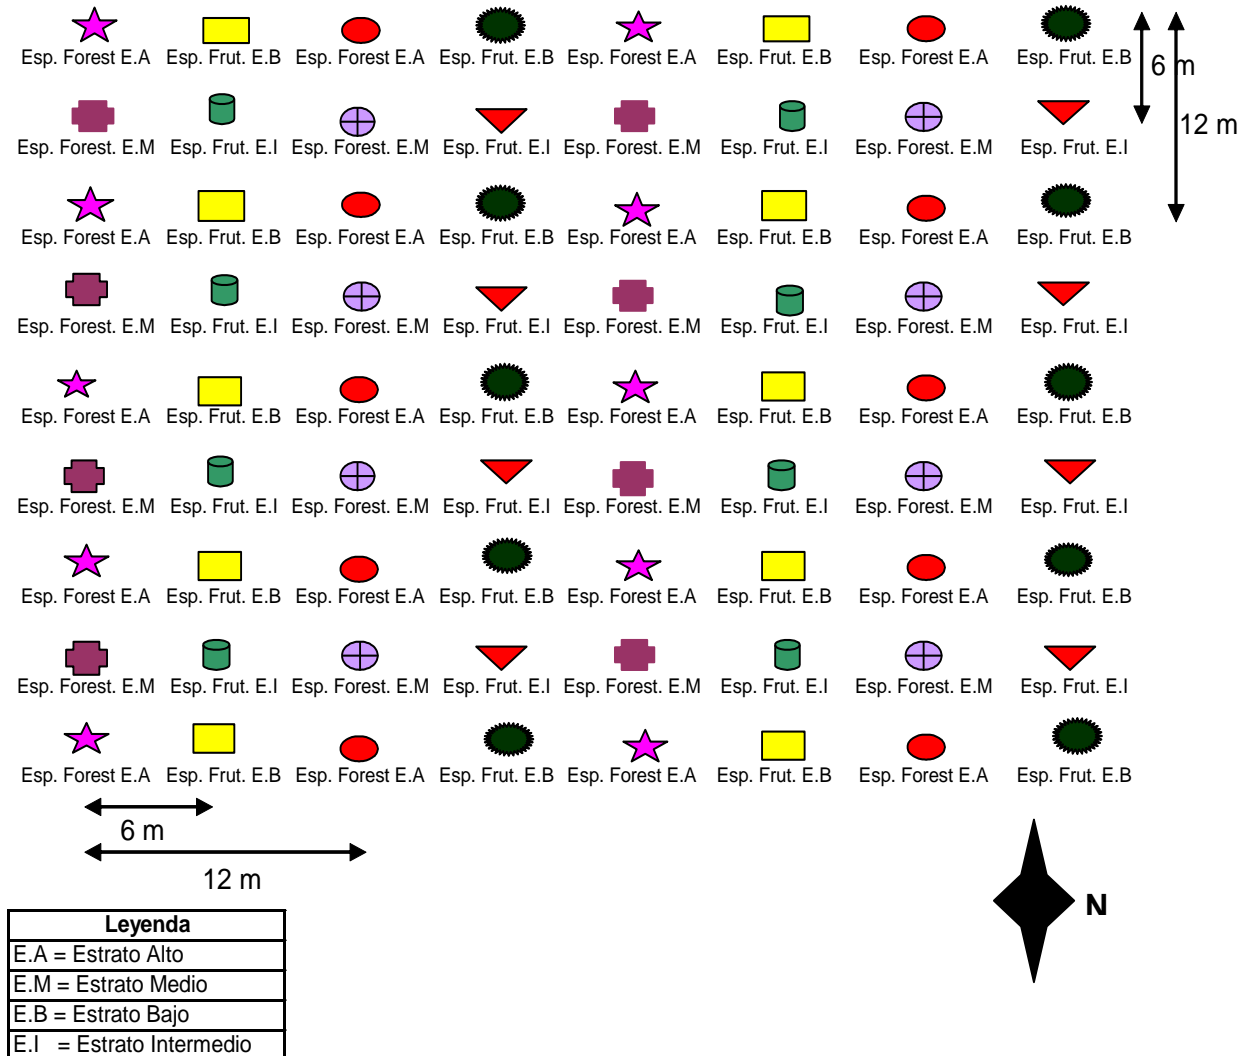 Esp. Forest E.A Esp. Frut. E.B Esp. Forest E.A Esp. Frut. E.B Esp. Forest E.A Esp. Frut. E.B Esp. Forest E.A Esp. Frut. E.B
6 m
Esp. Forest. E.M Esp. Frut. E.I Esp. Forest. E.M Esp. Frut. E.I Esp. Forest. E.M Esp. Frut. E.I Esp. Forest. E.M Esp. Frut. E.I
12 m
Esp. Forest E.A Esp. Frut. E.B Esp. Forest E.A Esp. Frut. E.B Esp. Forest E.A Esp. Frut. E.B Esp. Forest E.A Esp. Frut. E.B
Esp. Forest. E.M Esp. Frut. E.I Esp. Forest. E.M Esp. Frut. E.I Esp. Forest. E.M Esp. Frut. E.I Esp. Forest. E.M Esp. Frut. E.I
Esp. Forest E.A Esp. Frut. E.B Esp. Forest E.A Esp. Frut. E.B Esp. Forest E.A Esp. Frut. E.B Esp. Forest E.A Esp. Frut. E.B
Esp. Forest. E.M Esp. Frut. E.I Esp. Forest. E.M Esp. Frut. E.I Esp. Forest. E.M Esp. Frut. E.I Esp. Forest. E.M Esp. Frut. E.I
Esp. Forest E.A Esp. Frut. E.B Esp. Forest E.A Esp. Frut. E.B Esp. Forest E.A Esp. Frut. E.B Esp. Forest E.A Esp. Frut. E.B
Esp. Forest. E.M Esp. Frut. E.I Esp. Forest. E.M Esp. Frut. E.I Esp. Forest. E.M Esp. Frut. E.I Esp. Forest. E.M Esp. Frut. E.I
Esp. Forest E.A Esp. Frut. E.B Esp. Forest E.A Esp. Frut. E.B Esp. Forest E.A Esp. Frut. E.B Esp. Forest E.A Esp. Frut. E.B
6 m
12 m
N
Leyenda
E.A = Estrato Alto
E.M = Estrato Medio
E.B = Estrato Bajo
E.I = Estrato Intermedio